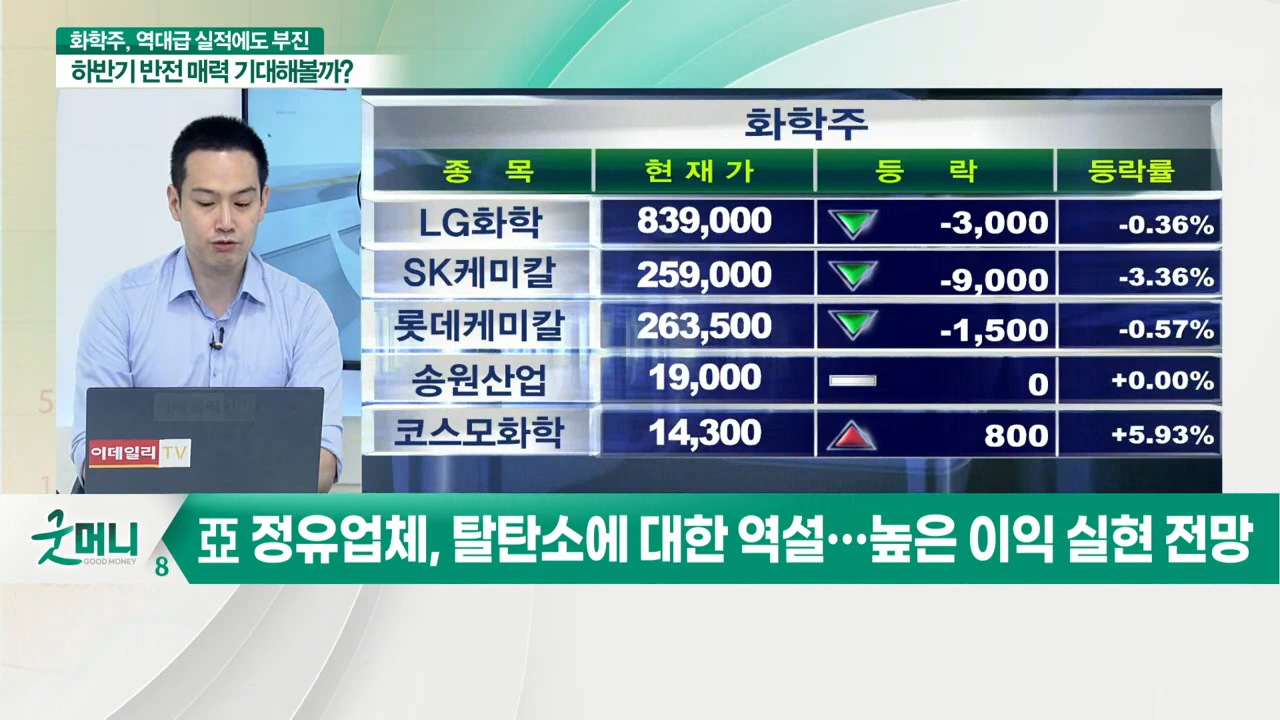 화학주, 역대급 실적에도 부진
하반기 반전 매력 기대해볼까?
화학주
종 목 현재가 등 락 등락률
LG화학 839,000 -3,000 -0.36%
SK케미칼 259,000 -9,000 -3.36%
롯데케미칼 263,500 -1,500 -0.57%
송원산업 19,000 0 +0.00%
코스모화학 14,300 800 +5.93%
이데일리 TV
5
1
굿머니
GOOD MONEY
8
亞 정유업체, 탈탄소에 대한 역설…높은 이익 실현 전망